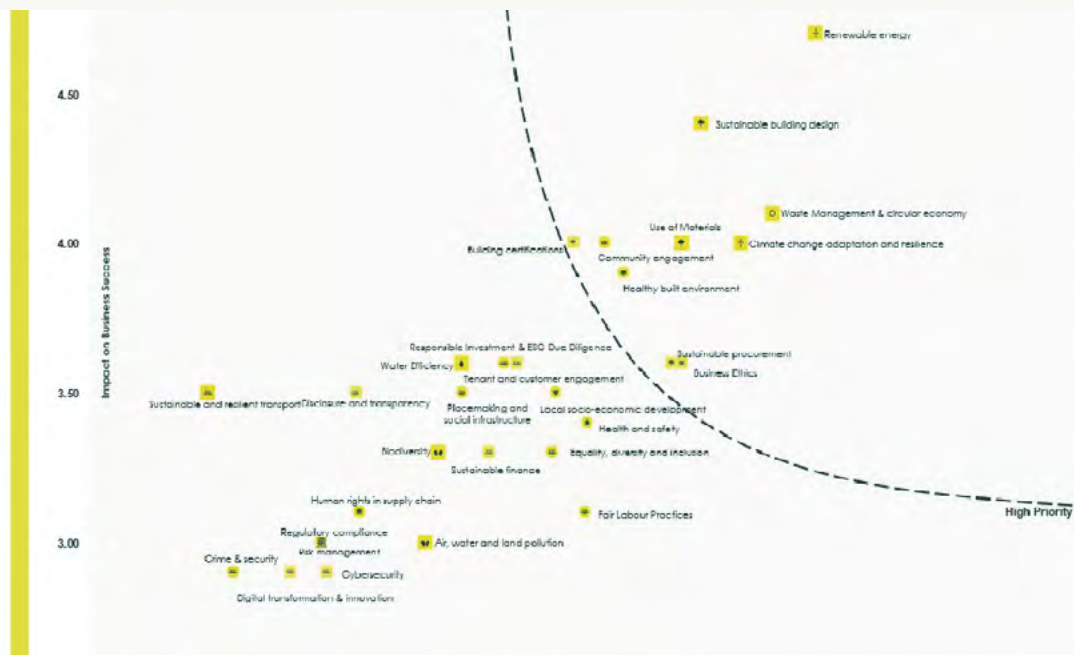 Renewable energy
4.50
Sustainable building design
Waste Management & circular economy
Use of Materials
4.00
Building certifications
Climate change adaptation and resilience
Community engagement
Healthy built environment
Impact on Business Success
Responsible Investment & ESG Due Diligence
Sustainable procurement
Water Efficiency
Business Ethics
Tenant and customer engagement
3.50
Sustainable and resilient transport
Disclosure and transparency
Placemaking and
social infrastructure
Local socio-economic development
Health and safety
Biodiversity
Equality, diversity and inclusion
Sustainable finance
Human rights in supply chain
High Priority
Fair Labour Practices
Regulatory compliance
3.00
Risk management
Air, water and land pollution
Crime & security
Cybersecurity
Digital transformation & innovation